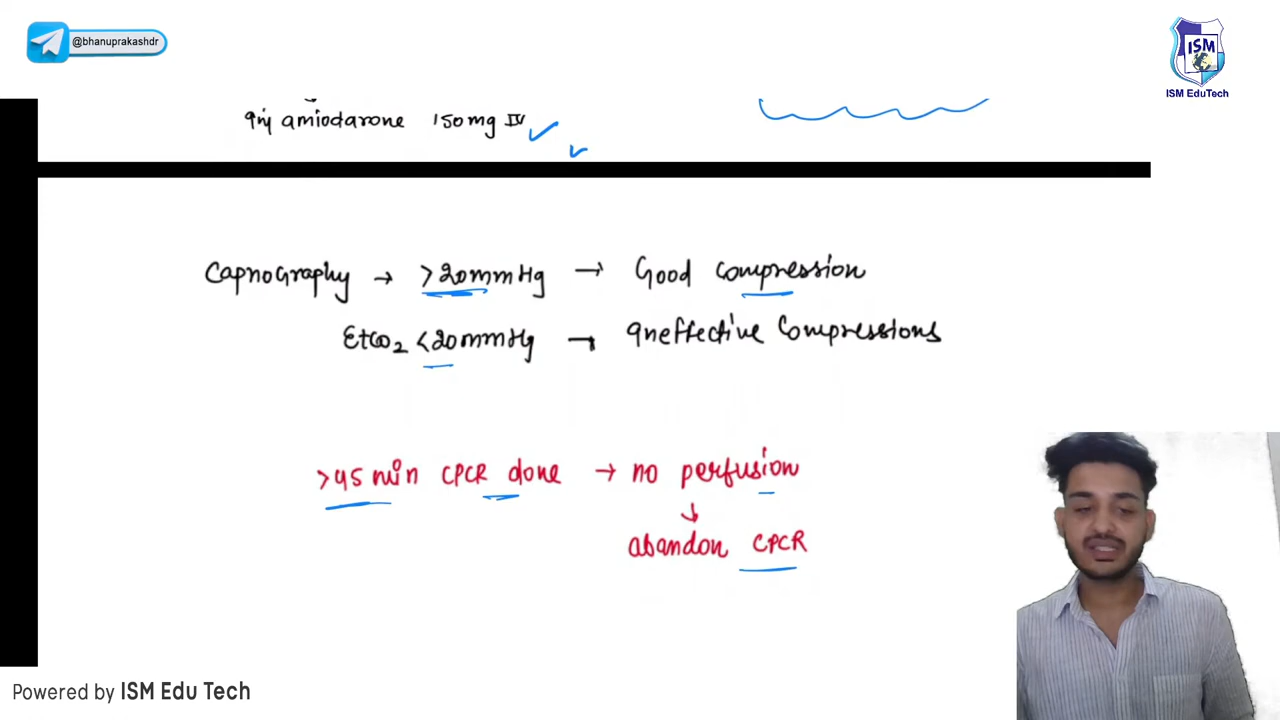 @bhanuprakashdr
ISM
ISM EduTech
inj amiodarone 150mg IV
Capnography → >20mmHg → Good compression
EtCO2 <20mmHg → ineffective compressions
>45 min CPCR done → no perfusion
↓
abandon CPCR
Powered by ISM Edu Tech